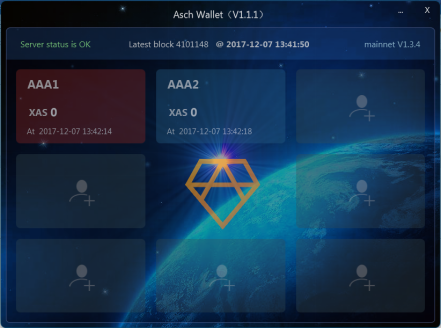 Asch Wallet（V1.1.1）
... X
Server status is OK Latest block 4101148 @ 2017-12-07 13:41:50 mainnet V1.3.4
AAA1 AAA2
XAS 0 XAS 0
At 2017-12-07 13:42:14 At 2017-12-07 13:42:18